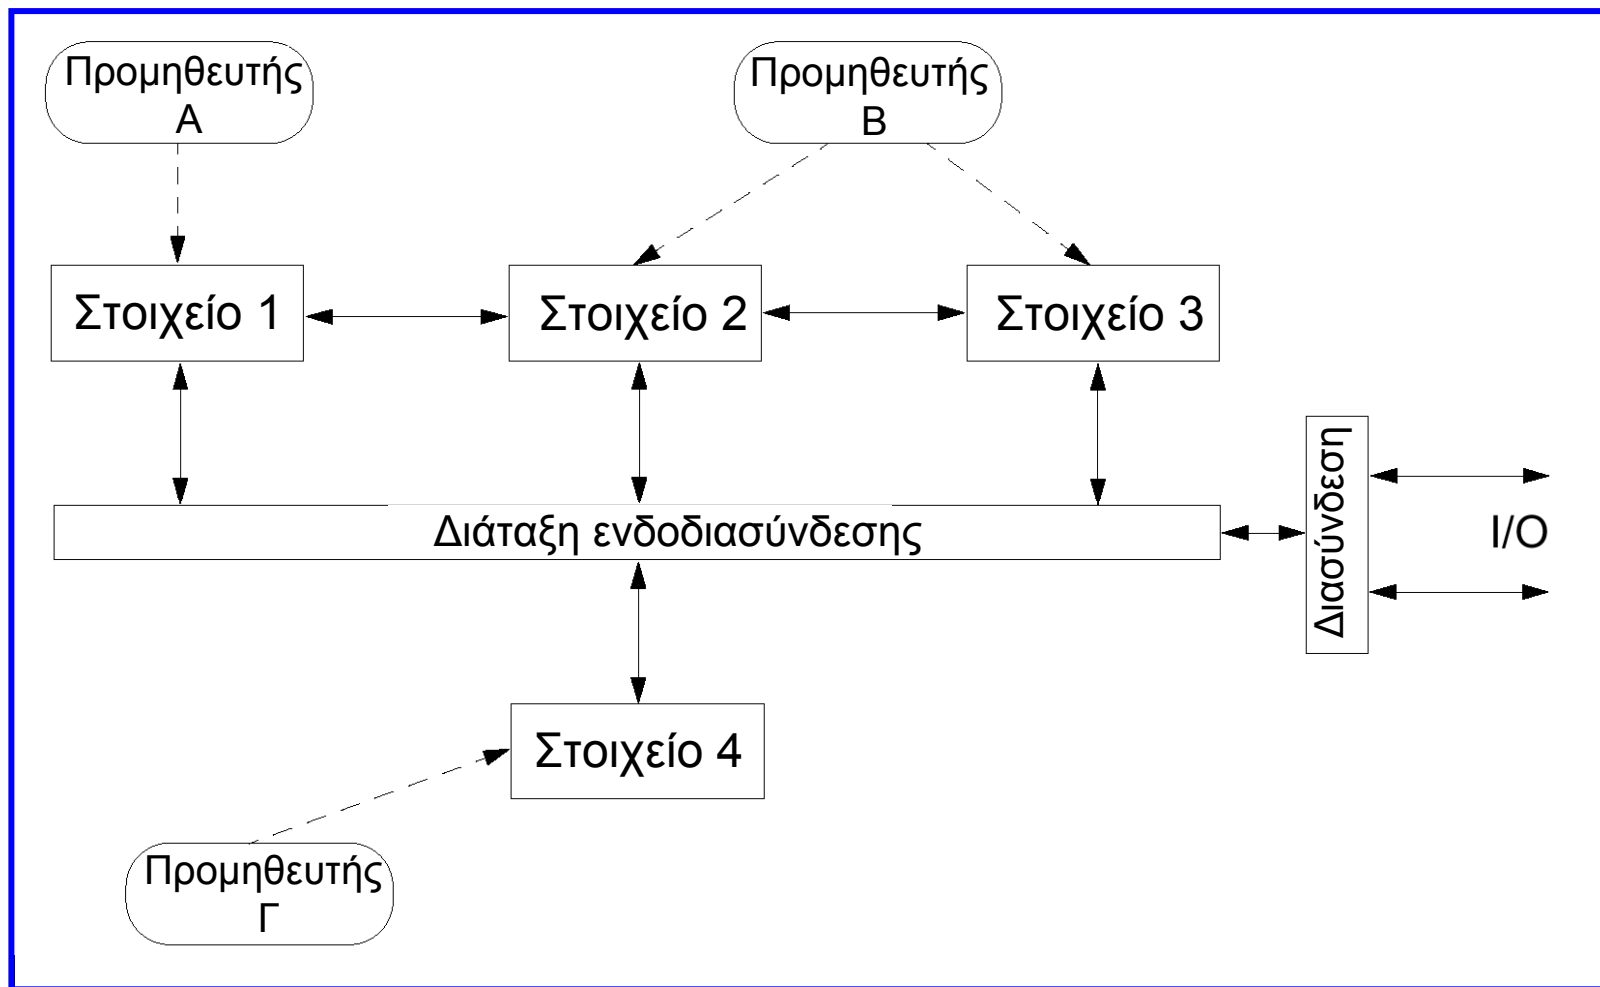 Προμηθευτής
Α
Προμηθευτής
Β
Στοιχείο 1
Στοιχείο 2
Στοιχείο 3
Διασύνδεση
I/O
Διάταξη ενδοδιασύνδεσης
Στοιχείο 4
Προμηθευτής
Γ